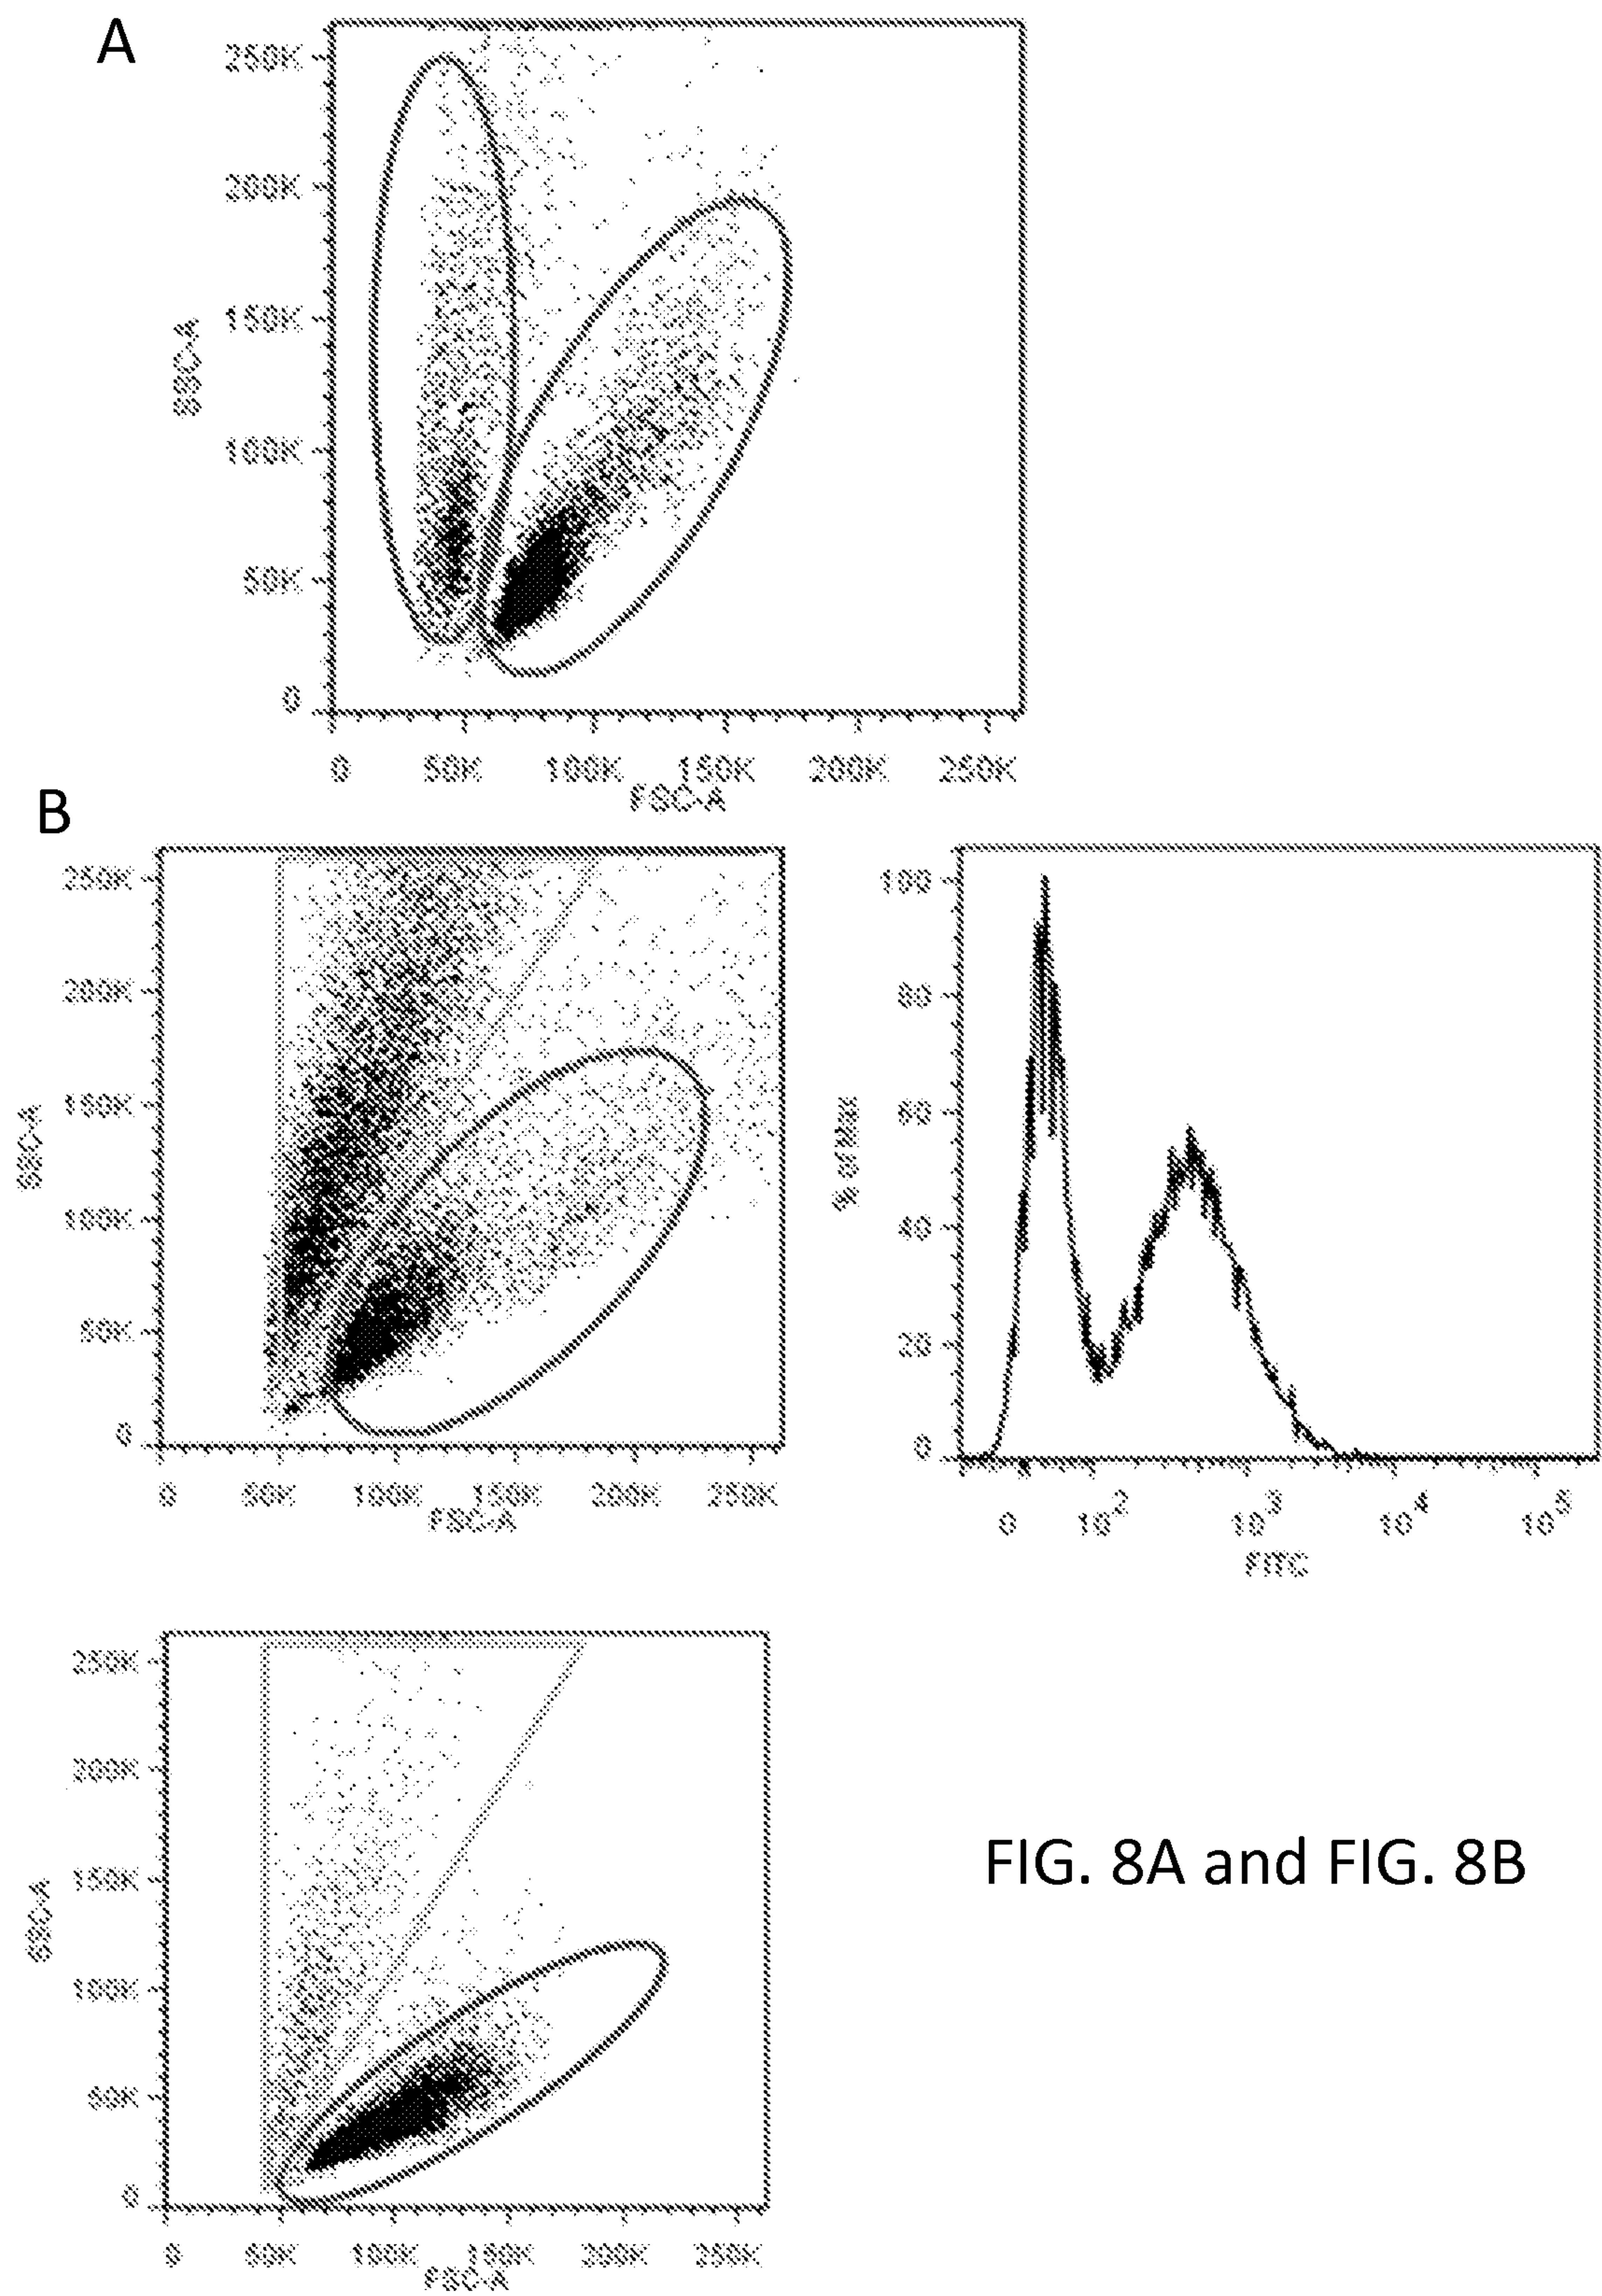 A
250K
200K
150K
100K
50K
0
SSC-A
0 50K 100K 150K 200K 250K
FSC-A
B
250K
200K
150K
100K
50K
0
SSC-A
0 50K 100K 150K 200K 250K
FSC-A
100
80
60
40
20
0
% of Max
0 10^2 10^3 10^4 10^5
FITC
250K
200K
150K
100K
50K
0
SSC-A
0 50K 100K 150K 200K 250K
FSC-A
FIG. 8A and FIG. 8B